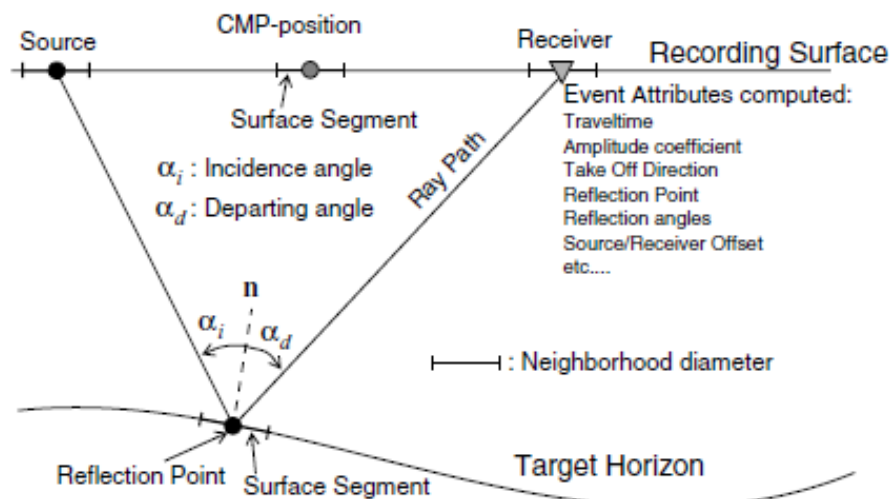 CMP-position
Source
Receiver
Recording Surface
Surface Segment
Event Attributes computed:
Traveltime
Amplitude coefficient
Take Off Direction
Reflection Point
Reflection angles
Source/Receiver Offset
etc....
αi : Incidence angle
αd : Departing angle
Ray Path
n
αi
αd
: Neighborhood diameter
Reflection Point
Surface Segment
Target Horizon